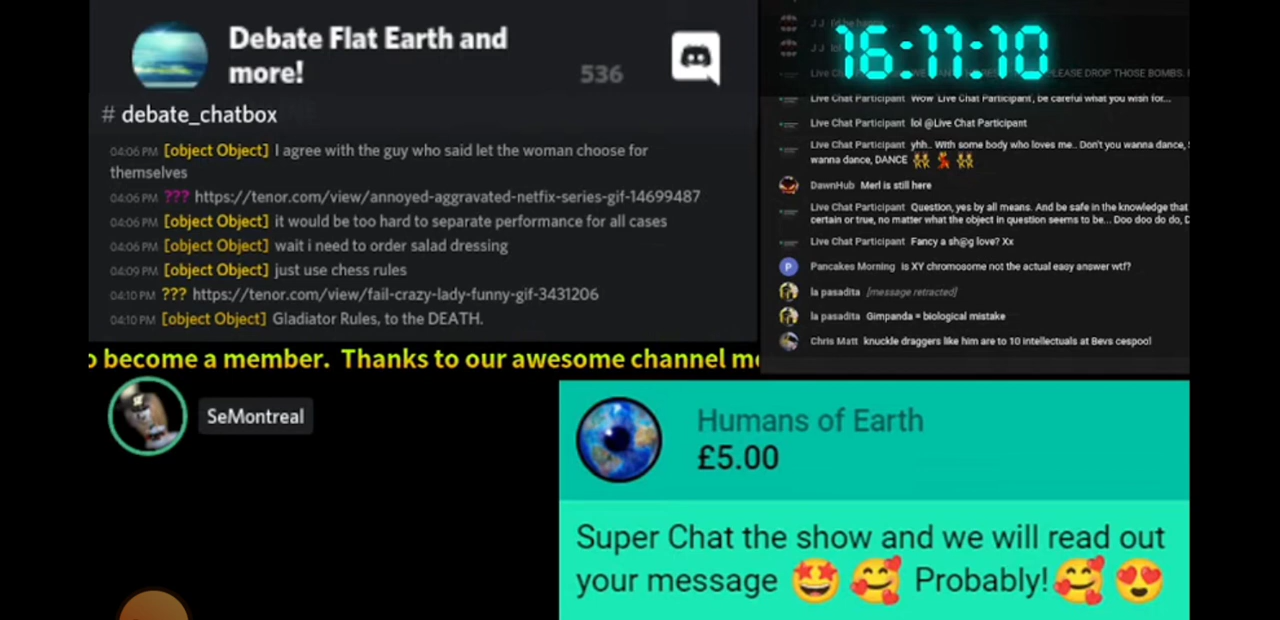 Debate Flat Earth and
more!
536
# debate_chatbox
04:06 PM [object Object] I agree with the guy who said let the woman choose for
themselves
04:06 PM ??? https://tenor.com/view/annoyed-aggravated-netfix-series-gif-14699487
04:06 PM [object Object] it would be too hard to separate performance for all cases
04:06 PM [object Object] wait i need to order salad dressing
04:09 PM [object Object] just use chess rules
04:10 PM ??? https://tenor.com/view/fail-crazy-lady-funny-gif-3431206
04:10 PM [object Object] Gladiator Rules, to the DEATH.
o become a member. Thanks to our awesome channel me
16:11:10
J J
J J lol
Live Cha PLEASE DROP THOSE BOMBS.
Live Chat Participant Wow 'Live Chat Participant', be careful what you wish for...
Live Chat Participant lol @Live Chat Participant
Live Chat Participant yhh.. With some body who loves me.. Don't you wanna dance,
wanna dance, DANCE 👯 💃 👯
DawnHub Merl is still here
Live Chat Participant Question, yes by all means. And be safe in the knowledge that
certain or true, no matter what the object in question seems to be... Doo doo do do, D
Live Chat Participant Fancy a sh@g love? Xx
P Pancakes Morning is XY chromosome not the actual easy answer wtf?
la pasadita [message retracted]
la pasadita Gimpanda = biological mistake
Chris Matt knuckle draggers like him are to 10 intellectuals at Bevs cespool
SeMontreal
Humans of Earth
£5.00
Super Chat the show and we will read out
your message 🤩 🥰 Probably! 🥰 😍